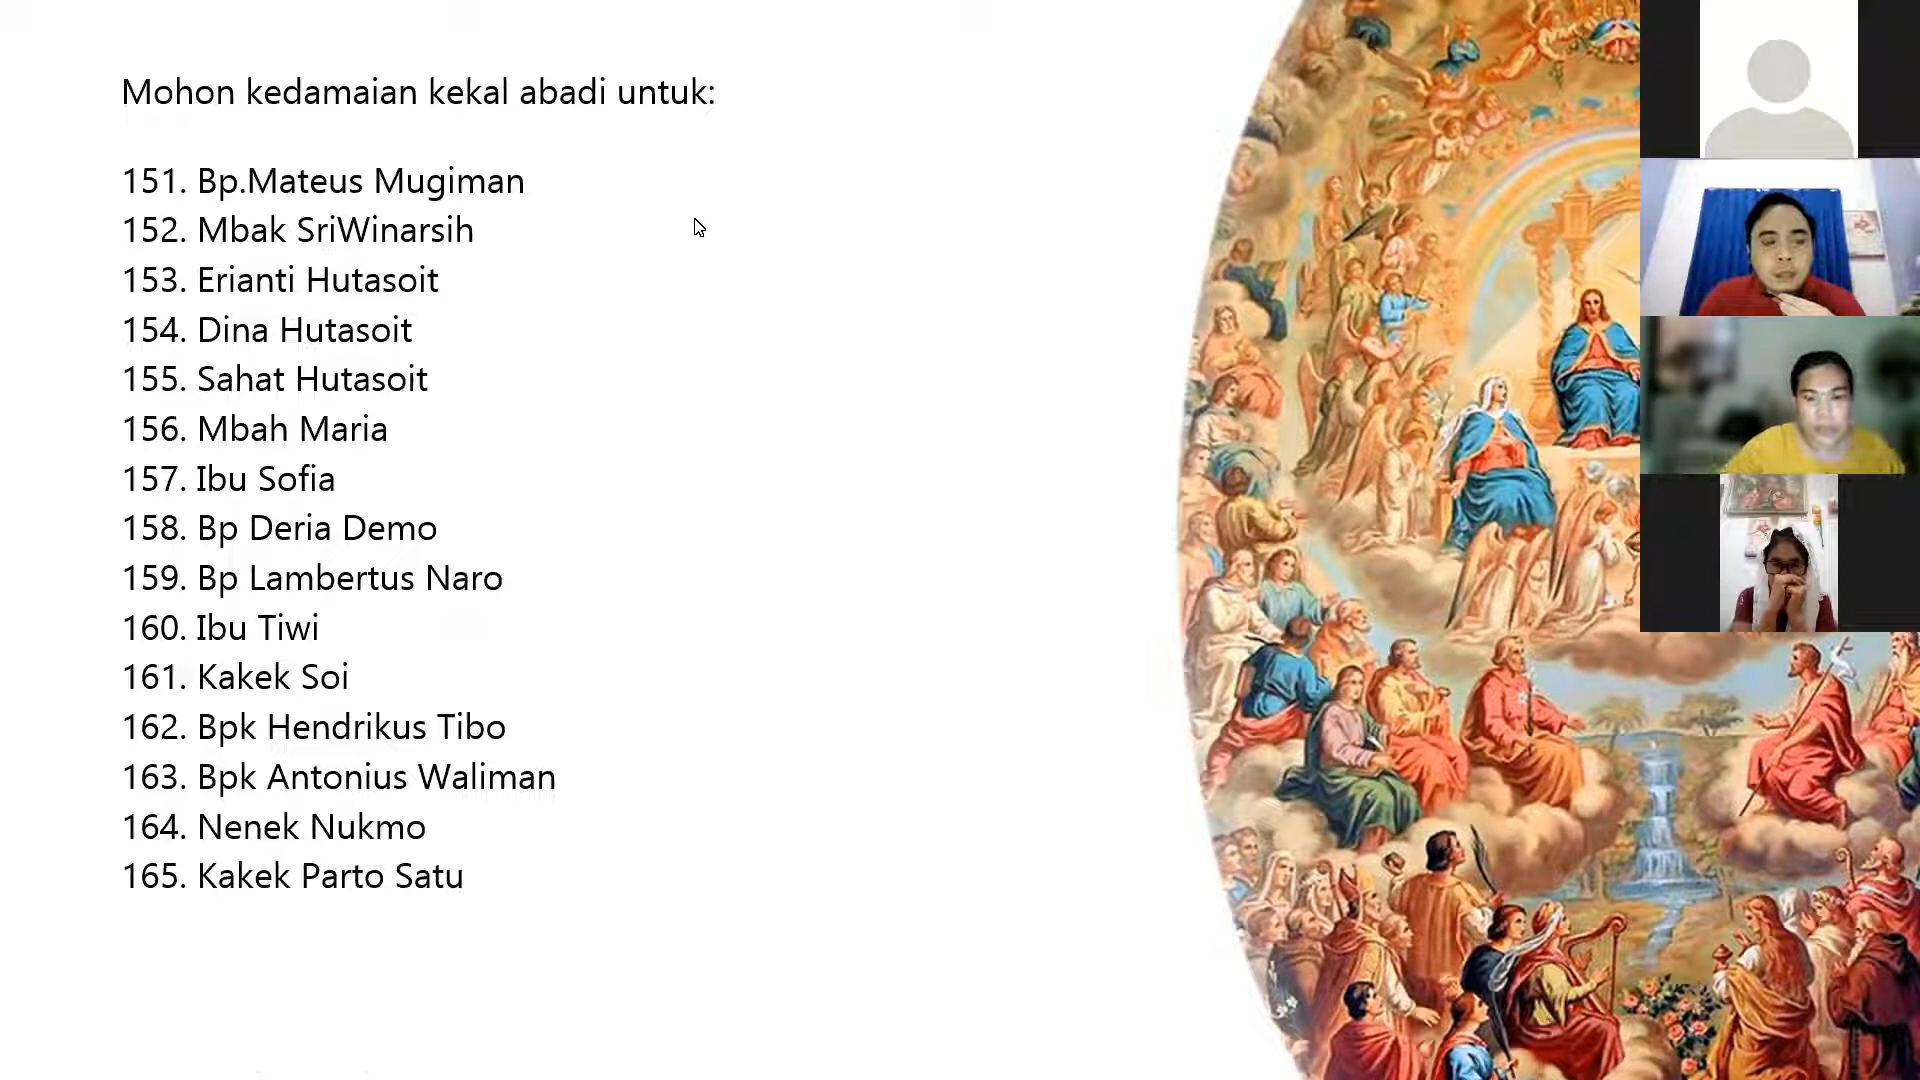 Mohon kedamaian kekal abadi untuk:
151. Bp.Mateus Mugiman
152. Mbak SriWinarsih
153. Erianti Hutasoit
154. Dina Hutasoit
155. Sahat Hutasoit
156. Mbah Maria
157. Ibu Sofia
158. Bp Deria Demo
159. Bp Lambertus Naro
160. Ibu Tiwi
161. Kakek Soi
162. Bpk Hendrikus Tibo
163. Bpk Antonius Waliman
164. Nenek Nukmo
165. Kakek Parto Satu